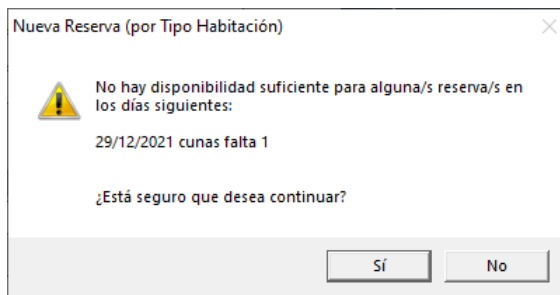 Nueva Reserva (por Tipo Habitación)
No hay disponibilidad suficiente para alguna/s reserva/s en
los días siguientes:
29/12/2021 cunas falta 1
¿Está seguro que desea continuar?
Sí
No